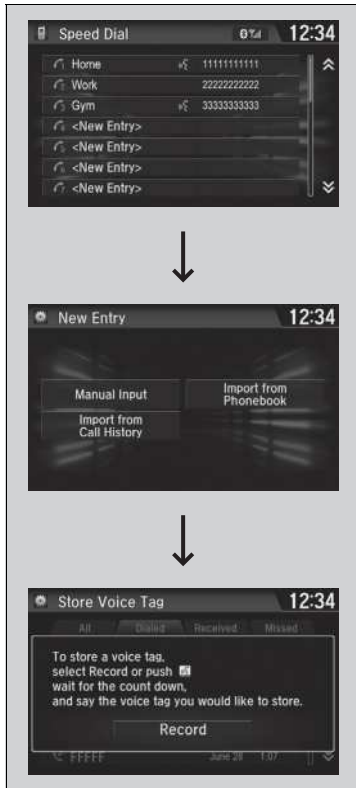 Speed Dial 12:34
Home 11111111111
Work 22222222222
Gym 33333333333
<New Entry>
<New Entry>
<New Entry>
<New Entry>
New Entry 12:34
Manual Input
Import from
Phonebook
Import from
Call History
Store Voice Tag 12:34
All Dialed Received Missed
To store a voice tag,
select Record or push
wait for the count down,
and say the voice tag you would like to store.
Record
FFFFF June 28 1:07